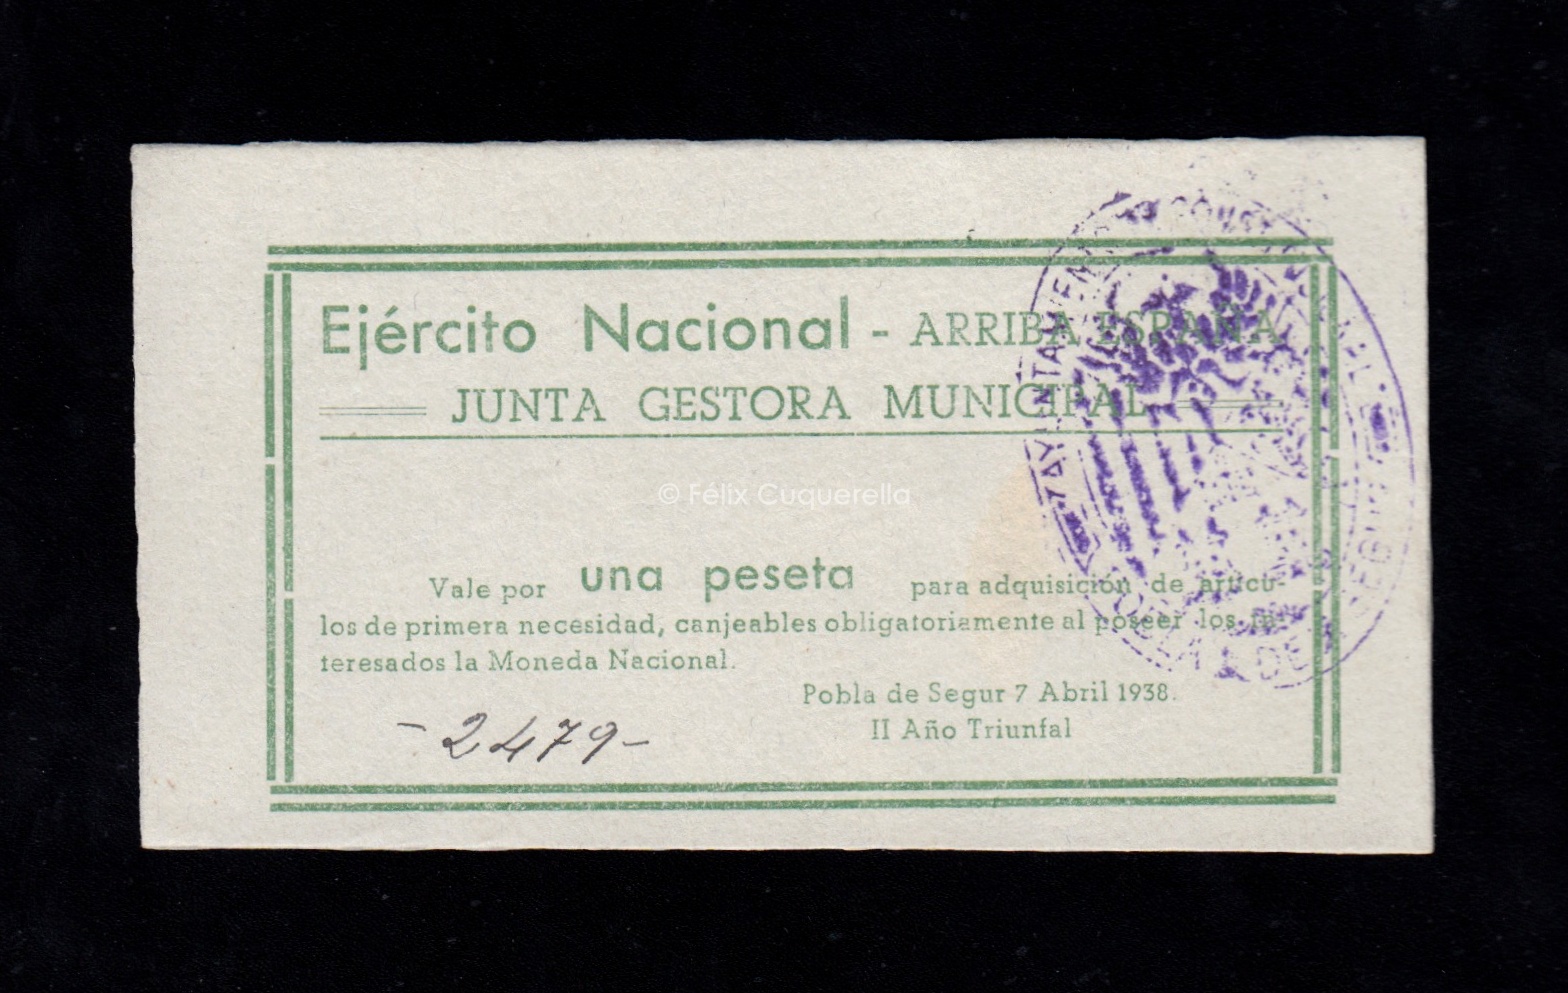 Ejército Nacional - ARRIBA ESPAÑA
JUNTA GESTORA MUNICIPAL
© Félix Cuquerella
Vale por una peseta para adquisición de artícu-
los de primera necesidad, canjeables obligatoriamente al poseer los in-
teresados la Moneda Nacional.
Pobla de Segur 7 Abril 1938.
II Año Triunfal
- 2479 -